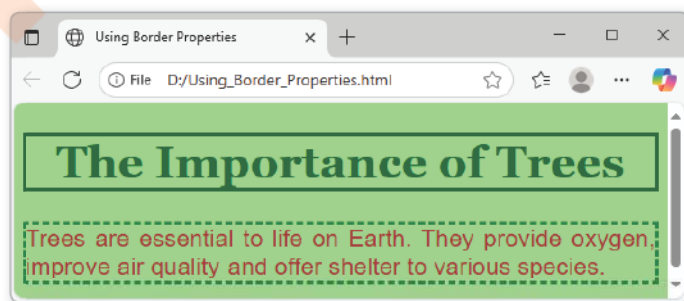 Using Border Properties
File D:/Using_Border_Properties.html
The Importance of Trees
Trees are essential to life on Earth. They provide oxygen,
improve air quality and offer shelter to various species.